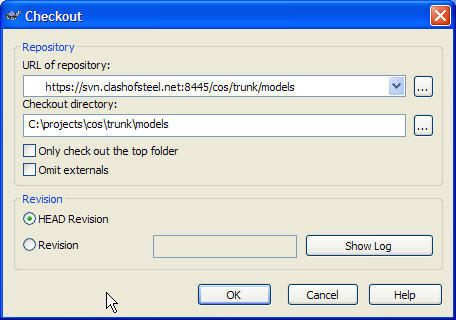 Checkout
Repository
URL of repository:
https://svn.clashofsteel.net:8445/cos/trunk/models
...
Checkout directory:
C:\projects\cos\trunk\models
...
Only check out the top folder
Omit externals
Revision
HEAD Revision
Revision
Show Log
OK Cancel Help